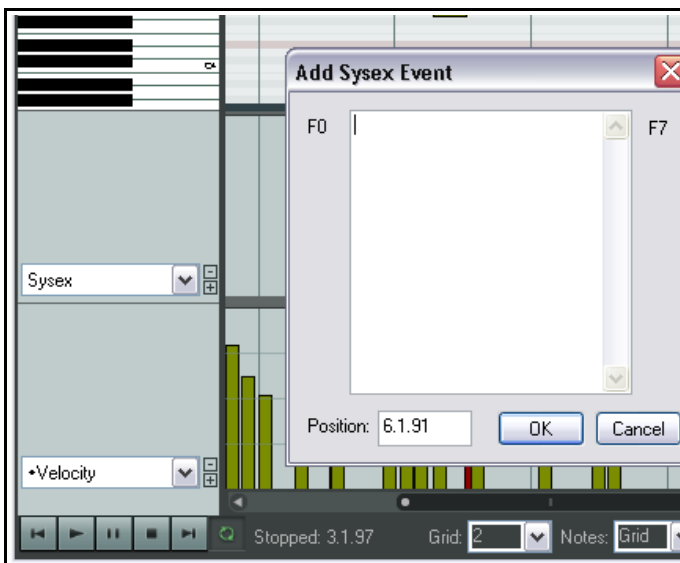 Add Sysex Event
F0
F7
Sysex
Position: 6.1.91 OK Cancel
•Velocity
Stopped: 3.1.97 Grid: 2 Notes: Grid